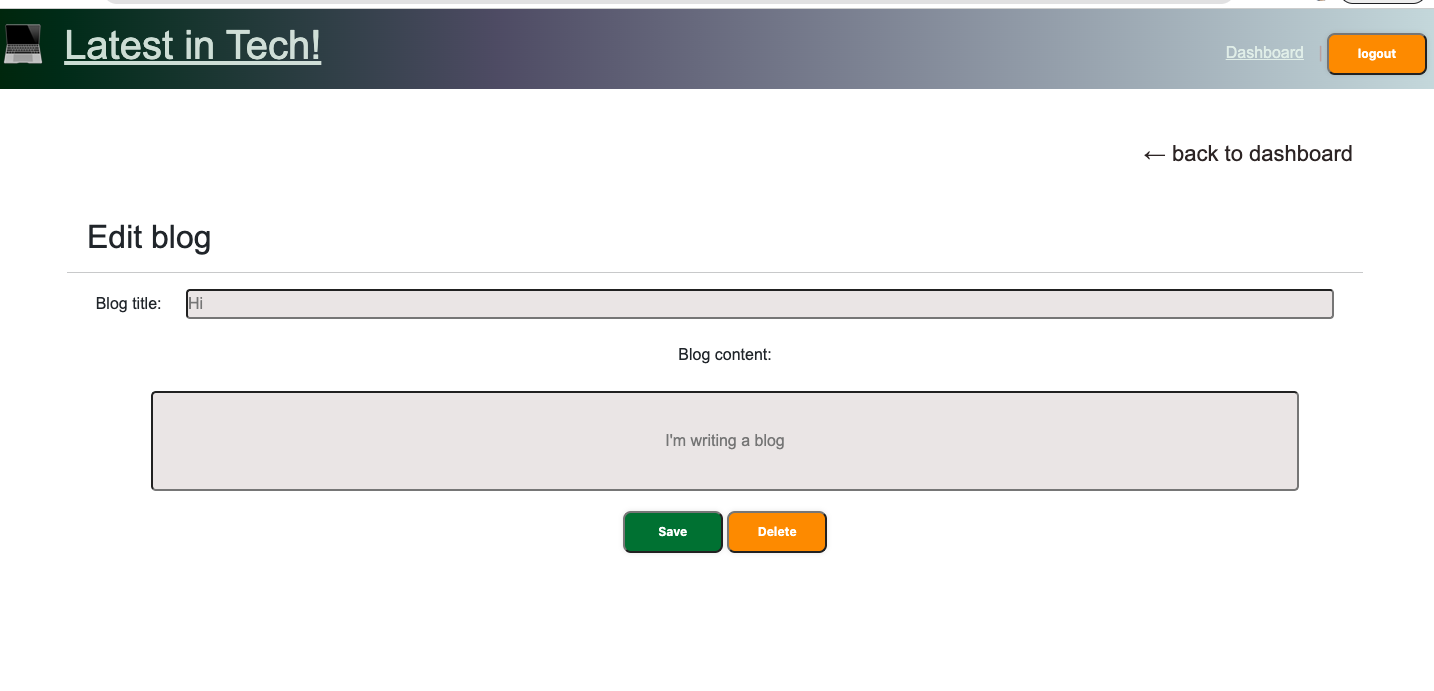 Latest in Tech!
Dashboard | logout
← back to dashboard
Edit blog
Blog title: Hi
Blog content:
I'm writing a blog
Save Delete